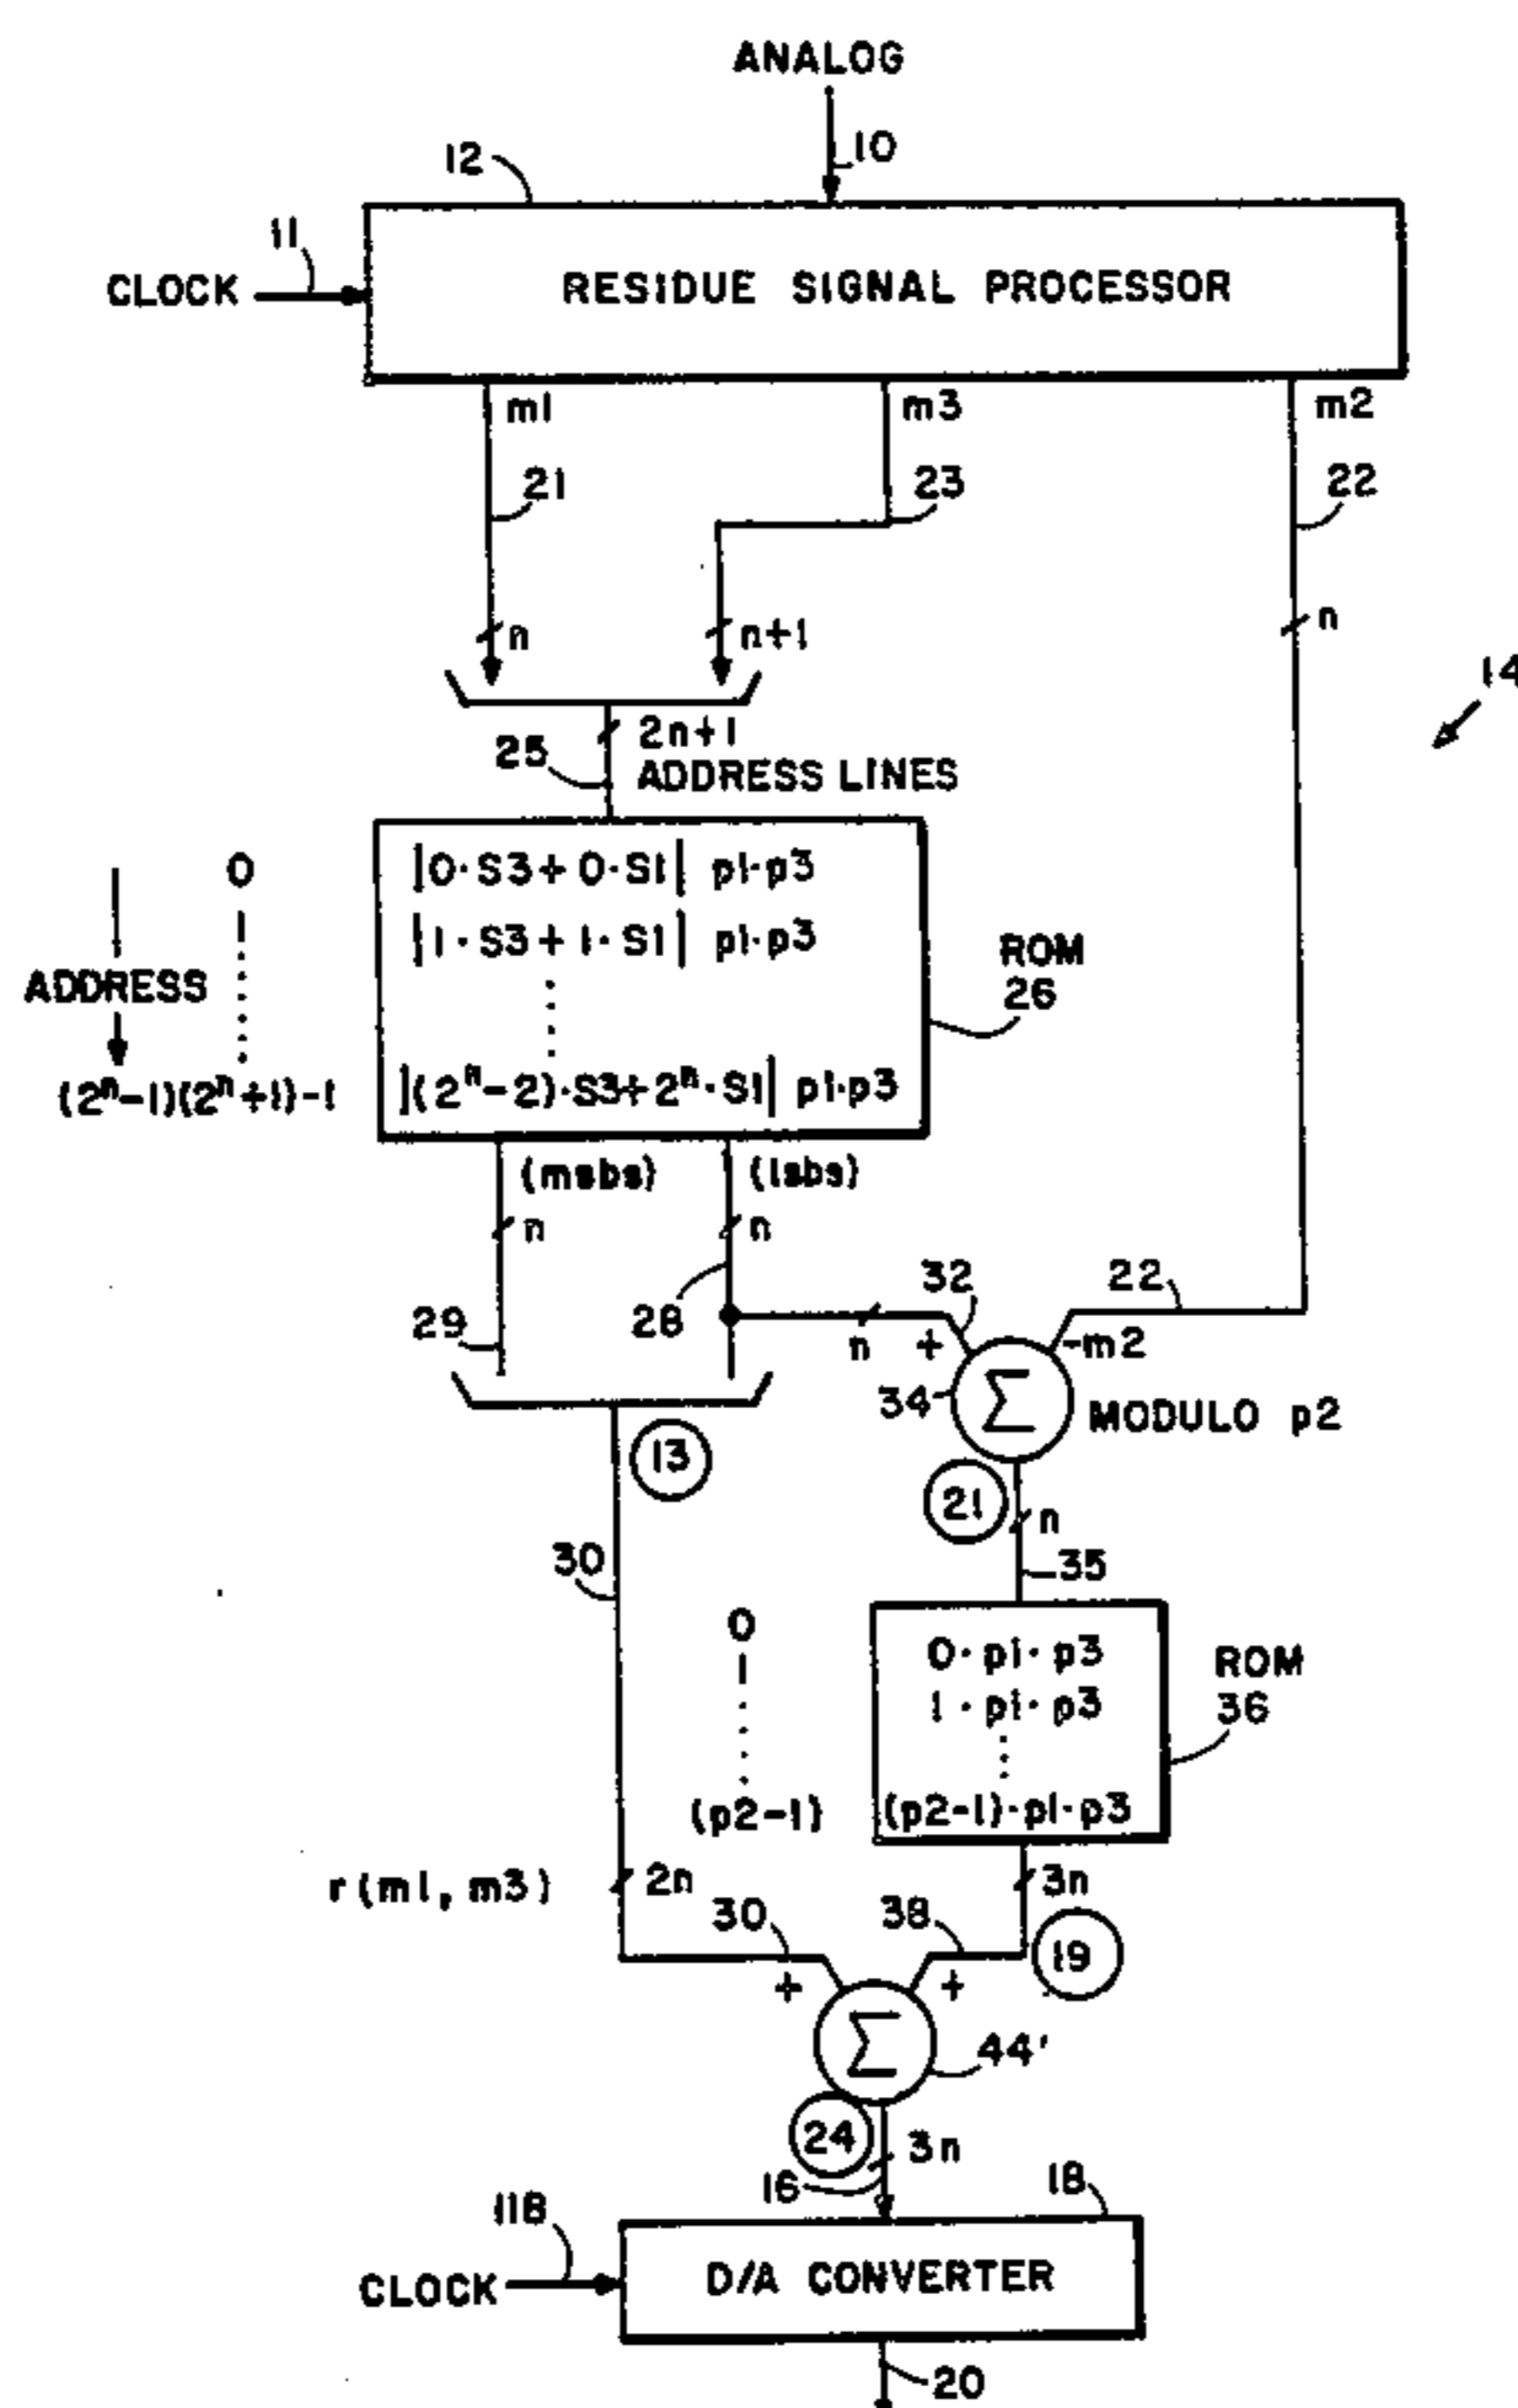 ANALOG
10
12
11
CLOCK
RESIDUE SIGNAL PROCESSOR
m1
m3
m2
21
23
22
n
n+1
n
14
25
2n+1
ADDRESS LINES
0
1
ADDRESS
(2ⁿ-1)(2ⁿ+1)-1
|0·S3+0·S1| p1·p3
|1·S3+1·S1| p1·p3
|(2ⁿ-2)·S3+2ⁿ·S1| p1·p3
ROM
26
(msbs)
(lsbs)
n
n
29
28
32
22
n
+
-m2
34
Σ
MODULO p2
13
21
n
30
35
0
1
(p2-1)
0·p1·p3
1·p1·p3
(p2-1)·p1·p3
ROM
36
r(m1, m3)
2n
3n
30
38
19
+
+
Σ
44'
24
3n
16
18
118
CLOCK
D/A CONVERTER
20